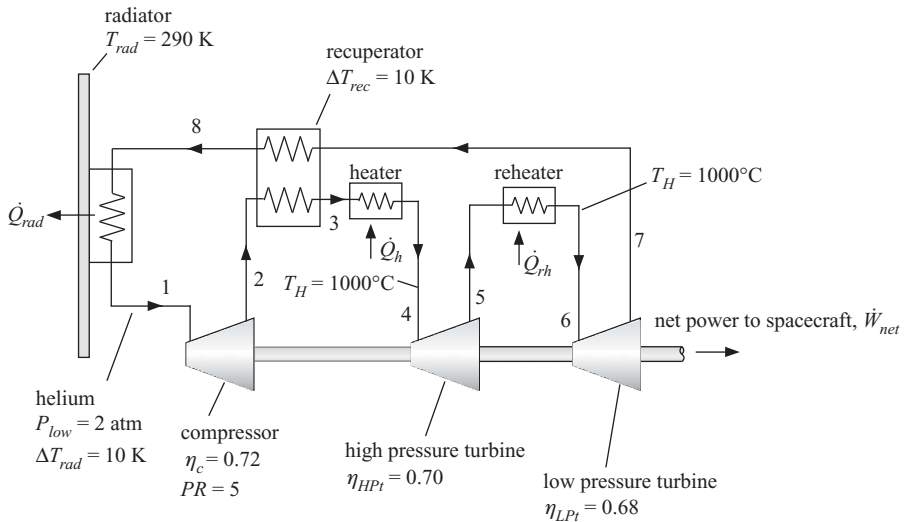 radiator
T_rad = 290 K
recuperator
ΔT_rec = 10 K
8
heater
reheater
T_H = 1000°C
3
Q̇_rad
Q̇_h
Q̇_rh
7
2
T_H = 1000°C
5
1
4
6
net power to spacecraft, Ẇ_net
helium
P_low = 2 atm
ΔT_rad = 10 K
compressor
η_c = 0.72
PR = 5
high pressure turbine
η_HPt = 0.70
low pressure turbine
η_LPt = 0.68